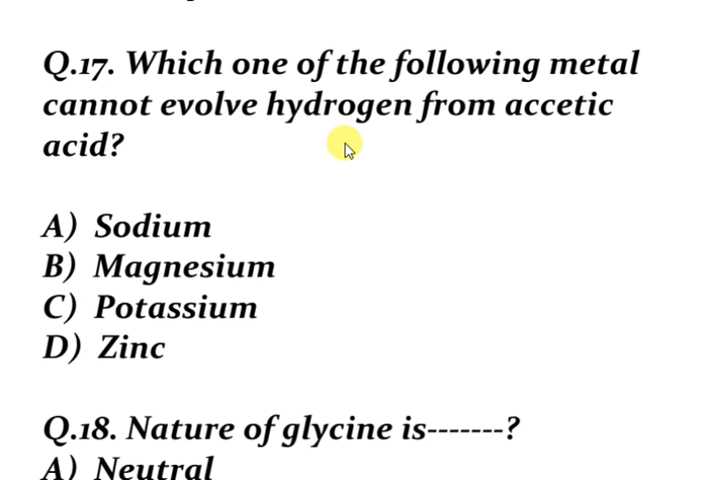 Q.17. Which one of the following metal
cannot evolve hydrogen from accetic
acid?
A) Sodium
B) Magnesium
C) Potassium
D) Zinc
Q.18. Nature of glycine is-------?
A) Neutral